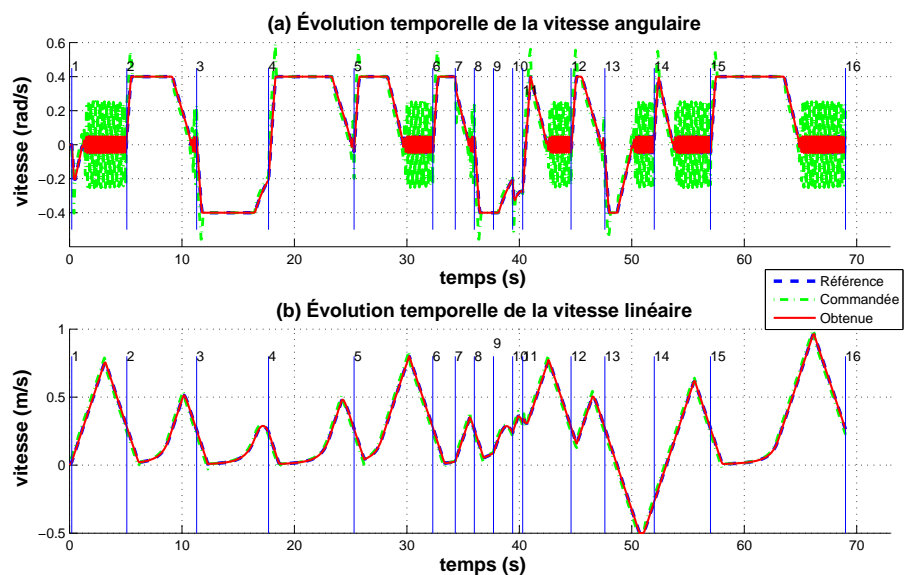 (a) Évolution temporelle de la vitesse angulaire
vitesse (rad/s)
0.6
0.4
0.2
0
−0.2
−0.4
1 2 3 4 5 6 7 8 9 10 11 12 13 14 15 16
0 10 20 30 40 50 60 70
temps (s)
Référence
Commandée
Obtenue
(b) Évolution temporelle de la vitesse linéaire
vitesse (m/s)
1
0.5
0
−0.5
1 2 3 4 5 6 7 8 9 10 11 12 13 14 15 16
0 10 20 30 40 50 60 70
temps (s)